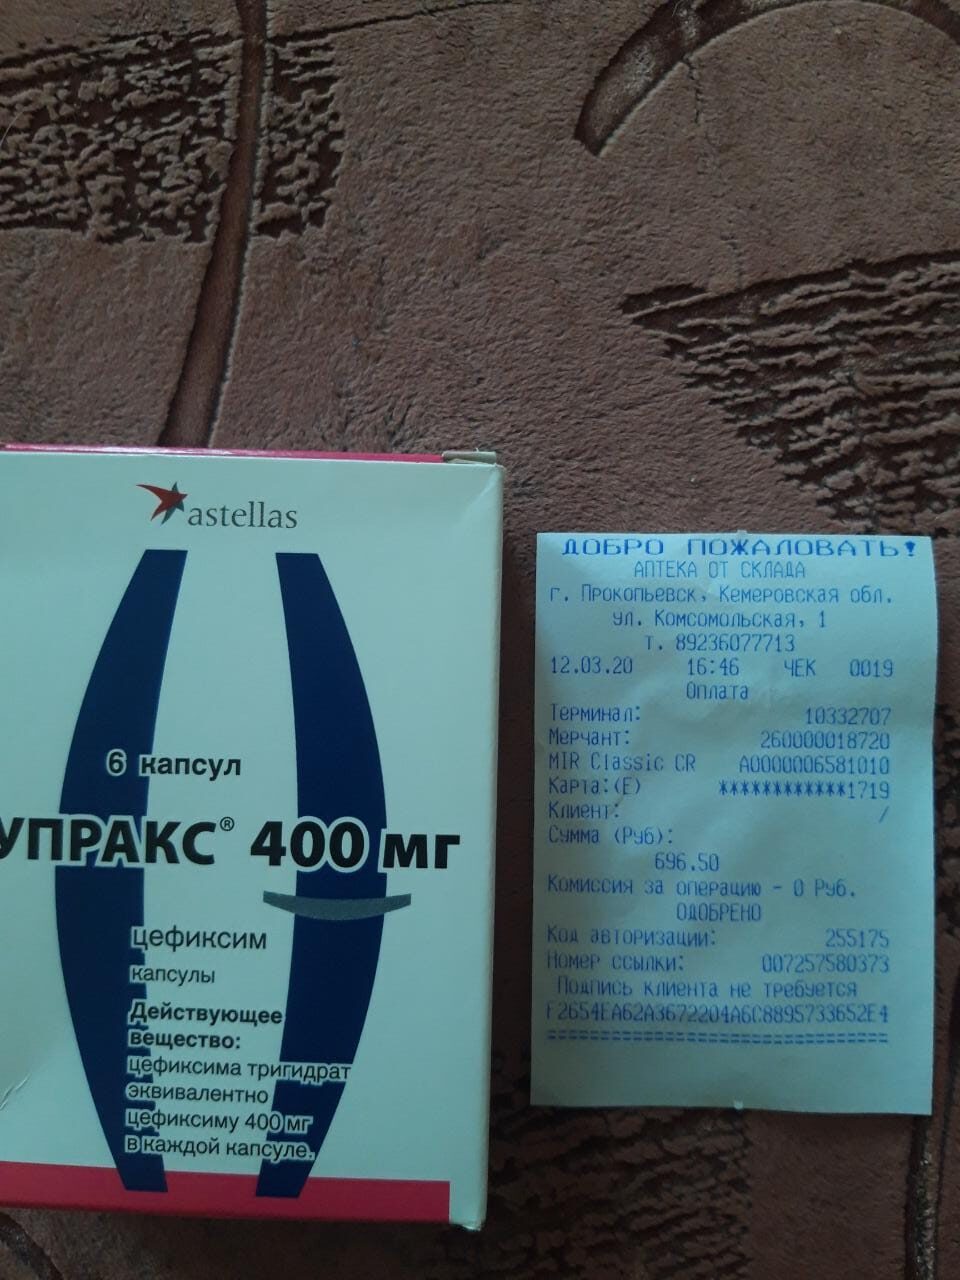 astellas
6 капсул
УПРАКС® 400 мг
цефиксим
капсулы
Действующее
вещество:
цефиксима тригидрат
эквивалентно
цефиксиму 400 мг
в каждой капсуле.
ДОБРО ПОЖАЛОВАТЬ!
АПТЕКА ОТ СКЛАДА
г. Прокопьевск, Кемеровская обл.
ул. Комсомольская, 1
Т. 89236077713
12.03.20 16:46 ЧЕК 0019
Оплата
Терминал: 10332707
Мерчант: 260000018720
MIR Classic CR A0000006581010
Карта:(E) ************1719
Клиент: /
Сумма (Руб):
696.50
Комиссия за операцию - 0 Руб.
ОДОБРЕНО
Код авторизации: 255175
Номер ссылки: 007257580373
Подпись клиента не требуется
F2654EA62A3672204A6C8895733652E4
================================